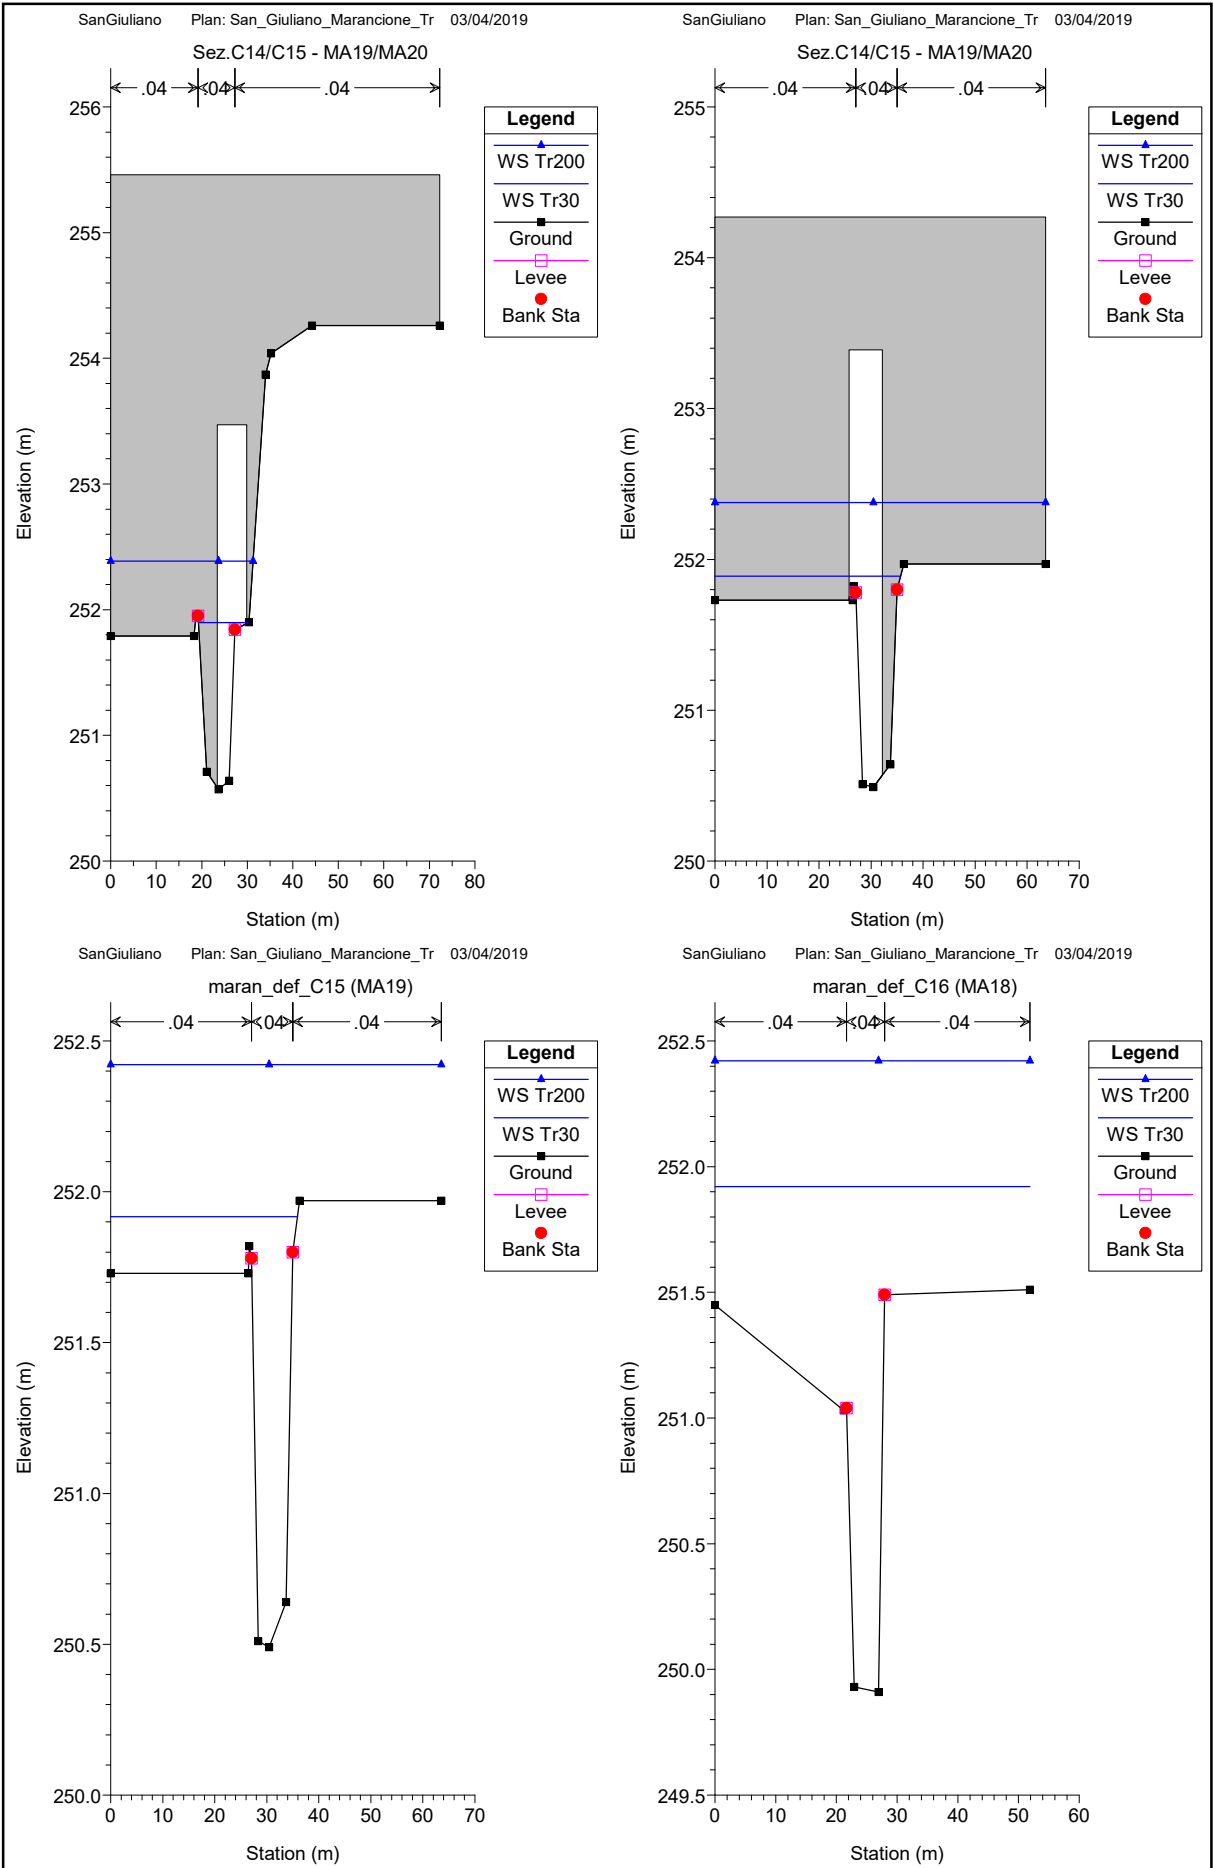 SanGiuliano Plan: San_Giuliano_Marancione_Tr 03/04/2019
Sez.C14/C15 - MA19/MA20
.04 .04 .04
256
255
254
253
252
251
250
0 10 20 30 40 50 60 70 80
Station (m)
Elevation (m)
Legend
WS Tr200
WS Tr30
Ground
Levee
Bank Sta
SanGiuliano Plan: San_Giuliano_Marancione_Tr 03/04/2019
Sez.C14/C15 - MA19/MA20
.04 .04 .04
255
254
253
252
251
250
0 10 20 30 40 50 60 70
Station (m)
Elevation (m)
Legend
WS Tr200
WS Tr30
Ground
Levee
Bank Sta
SanGiuliano Plan: San_Giuliano_Marancione_Tr 03/04/2019
maran_def_C15 (MA19)
.04 .04 .04
252.5
252.0
251.5
251.0
250.5
250.0
0 10 20 30 40 50 60 70
Station (m)
Elevation (m)
Legend
WS Tr200
WS Tr30
Ground
Levee
Bank Sta
SanGiuliano Plan: San_Giuliano_Marancione_Tr 03/04/2019
maran_def_C16 (MA18)
.04 .04 .04
252.5
252.0
251.5
251.0
250.5
250.0
249.5
0 10 20 30 40 50 60
Station (m)
Elevation (m)
Legend
WS Tr200
WS Tr30
Ground
Levee
Bank Sta